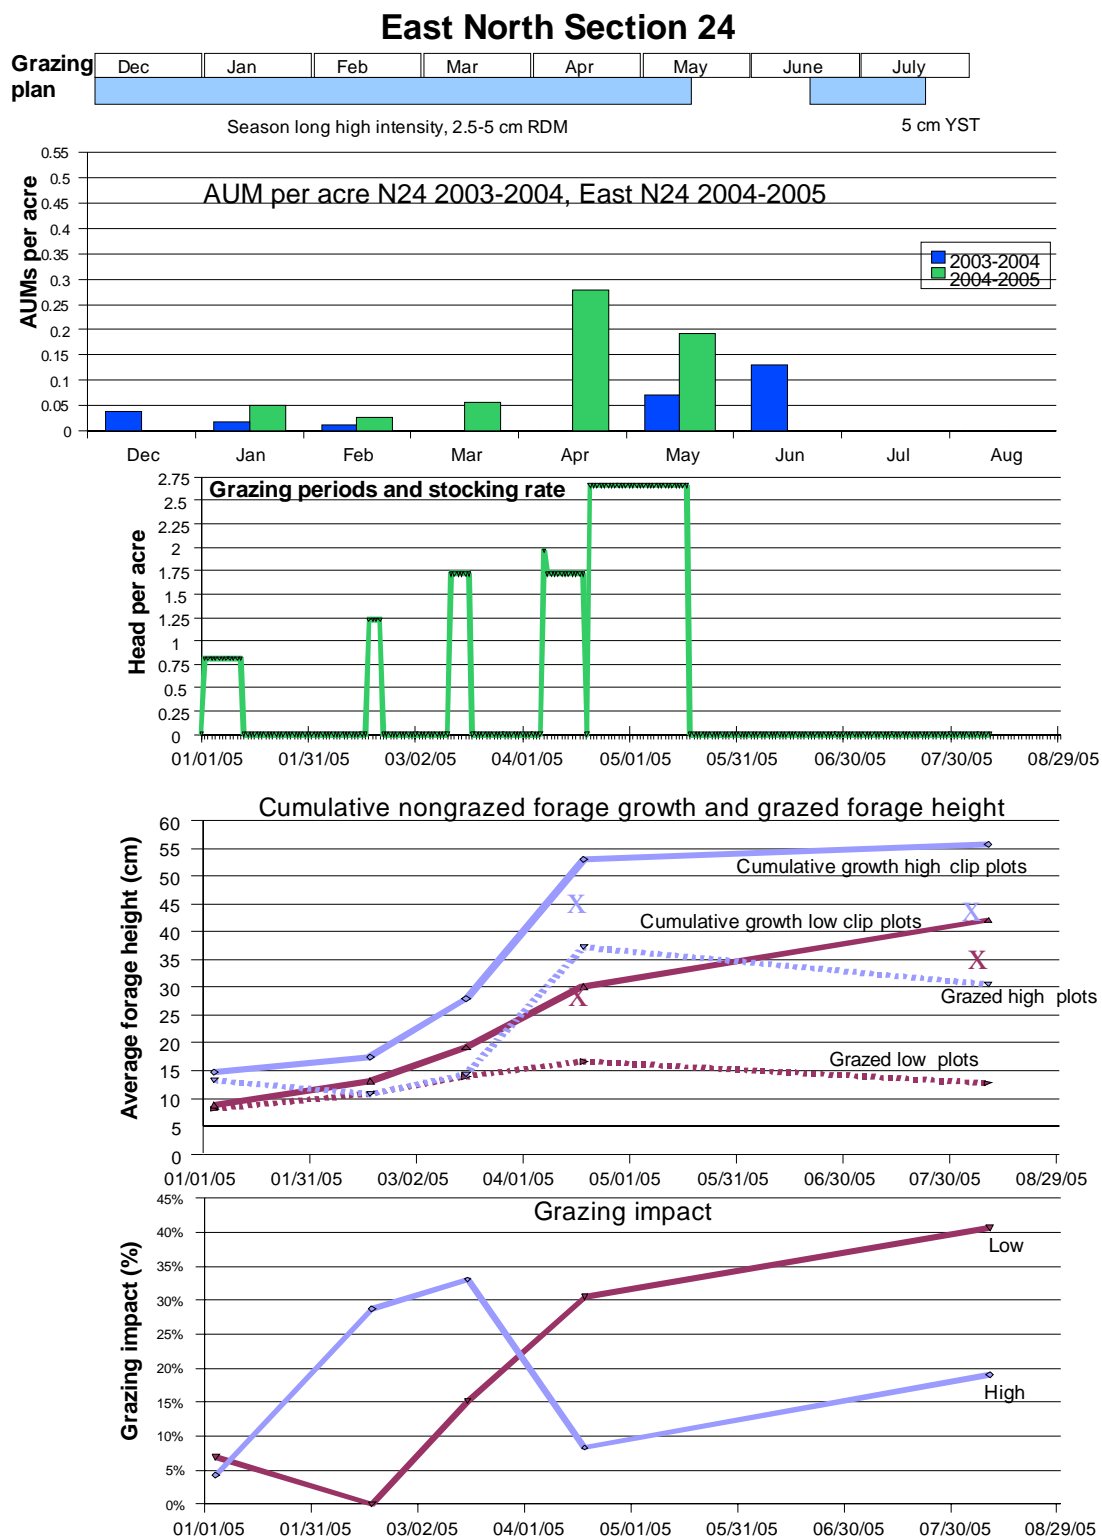 East North Section 24
Grazing plan
Dec Jan Feb Mar Apr May June July
Season long high intensity, 2.5-5 cm RDM
5 cm YST
AUM per acre N24 2003-2004, East N24 2004-2005
AUMs per acre
0.55
0.5
0.45
0.4
0.35
0.3
0.25
0.2
0.15
0.1
0.05
0
2003-2004
2004-2005
Dec Jan Feb Mar Apr May Jun Jul Aug
Grazing periods and stocking rate
Head per acre
2.75
2.5
2.25
2
1.75
1.5
1.25
1
0.75
0.5
0.25
0
01/01/05 01/31/05 03/02/05 04/01/05 05/01/05 05/31/05 06/30/05 07/30/05 08/29/05
Cumulative nongrazed forage growth and grazed forage height
Average forage height (cm)
60
55
50
45
40
35
30
25
20
15
10
5
0
Cumulative growth high clip plots
X
X
Cumulative growth low clip plots
X
X
Grazed high plots
Grazed low plots
01/01/05 01/31/05 03/02/05 04/01/05 05/01/05 05/31/05 06/30/05 07/30/05 08/29/05
Grazing impact
Grazing impact (%)
45%
40%
35%
30%
25%
20%
15%
10%
5%
0%
Low
High
01/01/05 01/31/05 03/02/05 04/01/05 05/01/05 05/31/05 06/30/05 07/30/05 08/29/05